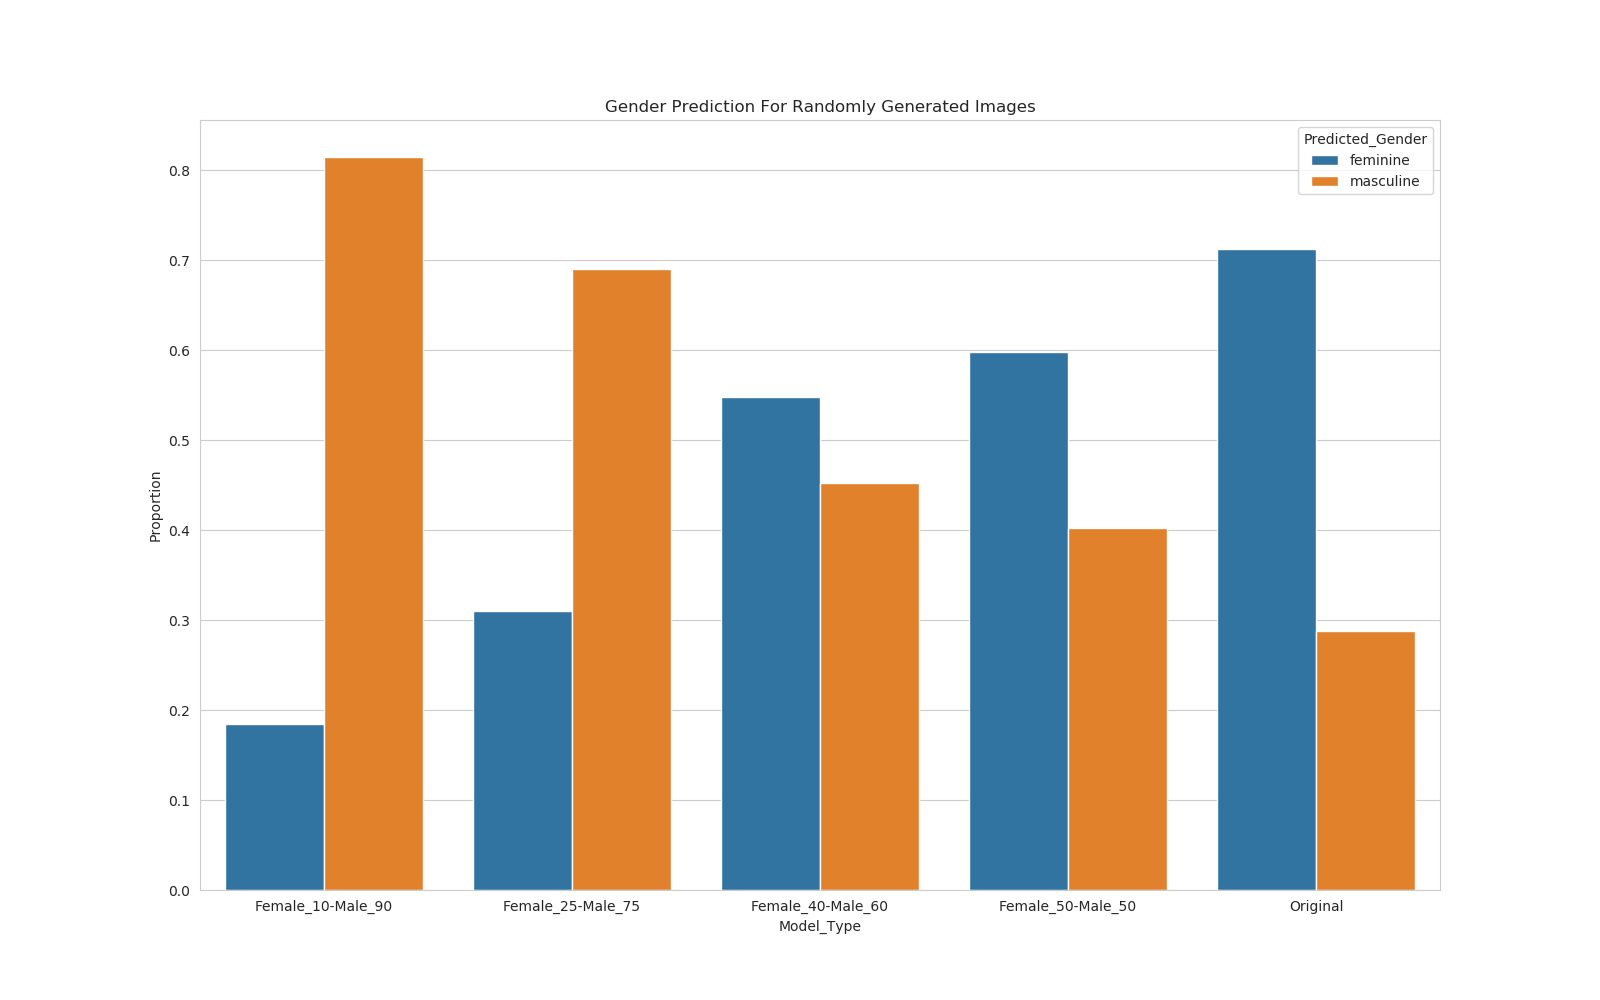 Gender Prediction For Randomly Generated Images
Predicted_Gender
feminine
masculine
0.8
0.7
0.6
0.5
0.4
0.3
0.2
0.1
0.0
Proportion
Female_10-Male_90
Female_25-Male_75
Female_40-Male_60
Female_50-Male_50
Original
Model_Type